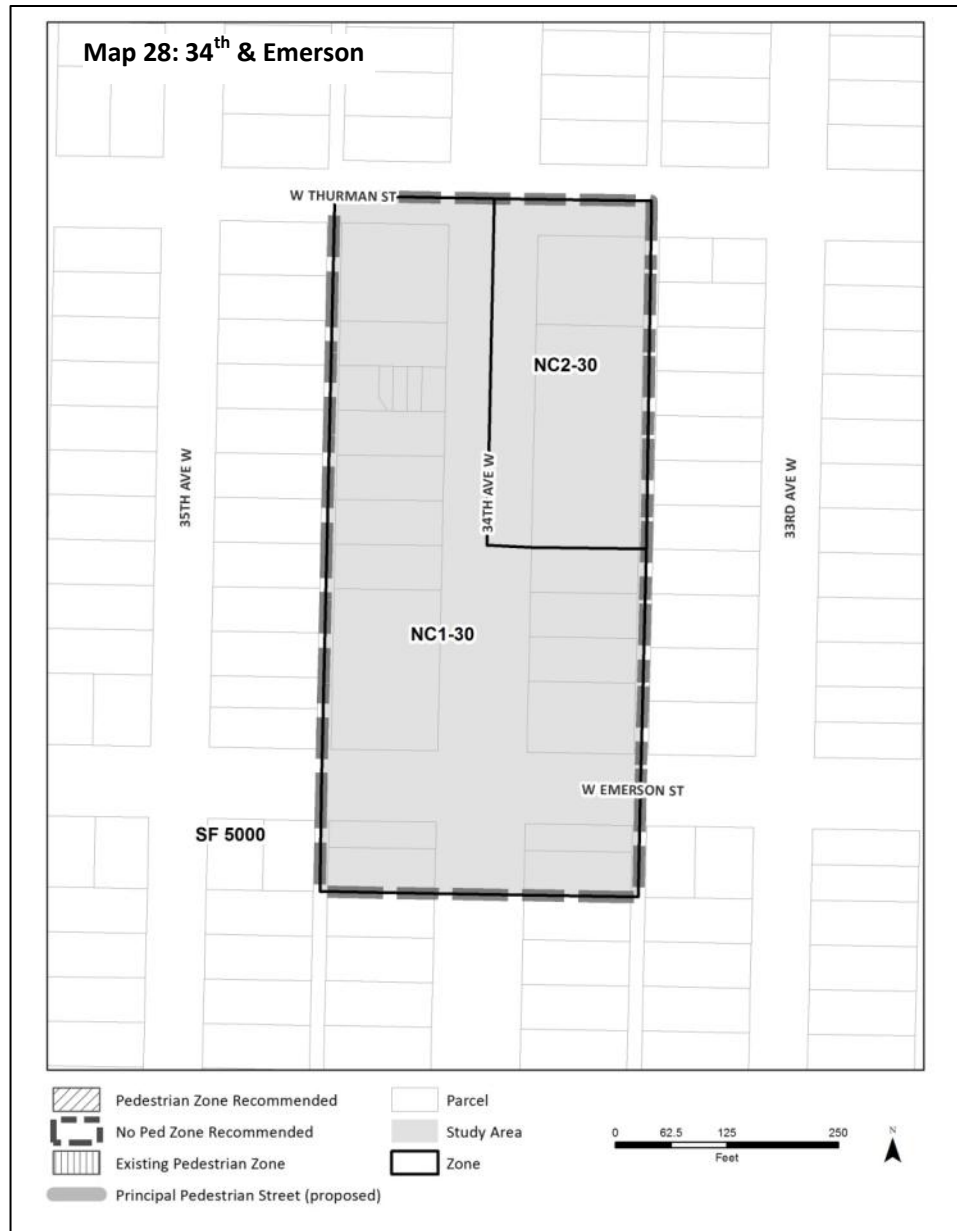 Map 28: 34th & Emerson
W THURMAN ST
NC2-30
35TH AVE W
34TH AVE W
33RD AVE W
NC1-30
W EMERSON ST
SF 5000
Pedestrian Zone Recommended
No Ped Zone Recommended
Existing Pedestrian Zone
Principal Pedestrian Street (proposed)
Parcel
Study Area
Zone
0 62.5 125 250
Feet
N